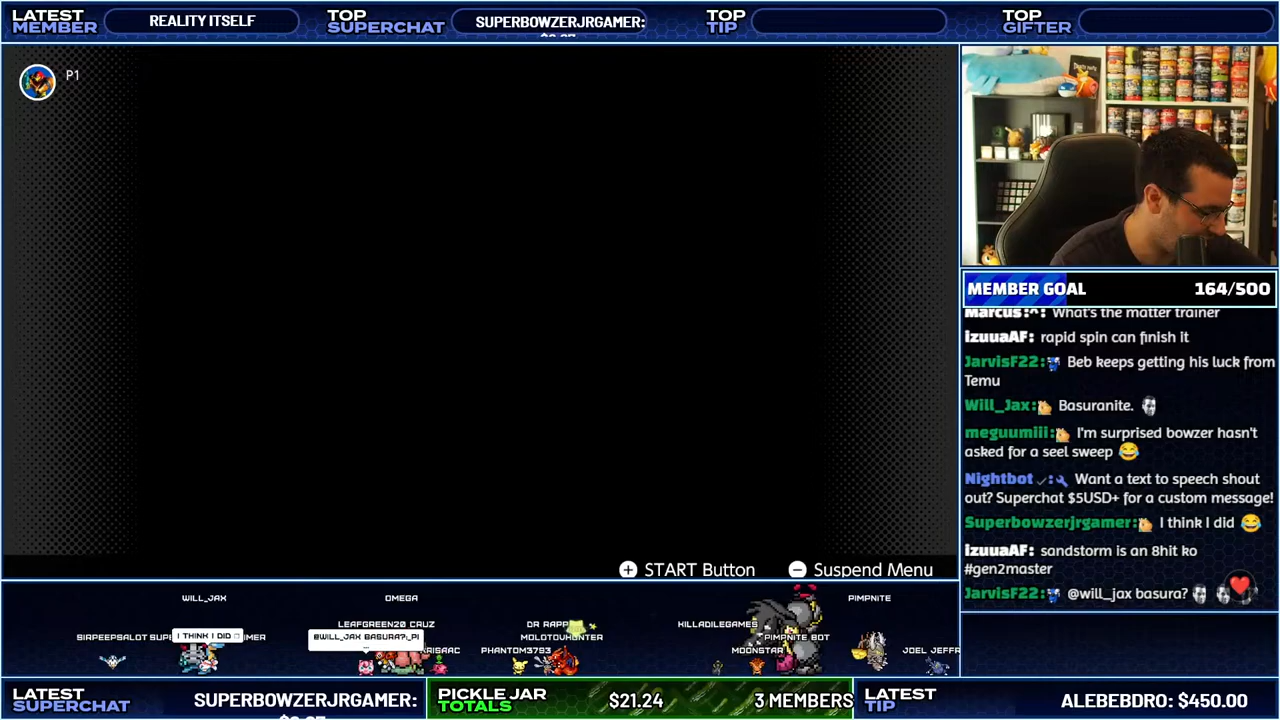 LATEST MEMBER
REALITY ITSELF
TOP SUPERCHAT
SUPERBOWZERJRGAMER:
TOP TIP
TOP GIFTER
P1
MEMBER GOAL 164/500
Marcus:^: What's the matter trainer
izuuaAF: rapid spin can finish it
JarvisF22: Beb keeps getting his luck from
Temu
Will_Jax: Basuranite.
meguumiii: I'm surprised bowzer hasn't
asked for a seel sweep 😂
Nightbot ✓: Want a text to speech shout
out? Superchat $5USD+ for a custom message!
Superbowzerjrgamer: I think I did 😂
izuuaAF: sandstorm is an 8hit ko
#gen2master
JarvisF22: @will_jax basura?
+ START Button
− Suspend Menu
WILL_JAX
OMEGA
PIMPNITE
LEAFGREEN20 CRUZ
DR RAPP
KILLADILEGAMES
SIRPEEPSALOT
I THINK I DID
@WILL_JAX BASURA?
MOLOTOVHUNTER
PIMPNITE BOT
PHANTOM3793
MOONSTAR
JOEL JEFFR
LATEST SUPERCHAT
SUPERBOWZERJRGAMER:
PICKLE JAR TOTALS
$21.24
3 MEMBERS
LATEST TIP
ALEBEBDRO: $450.00